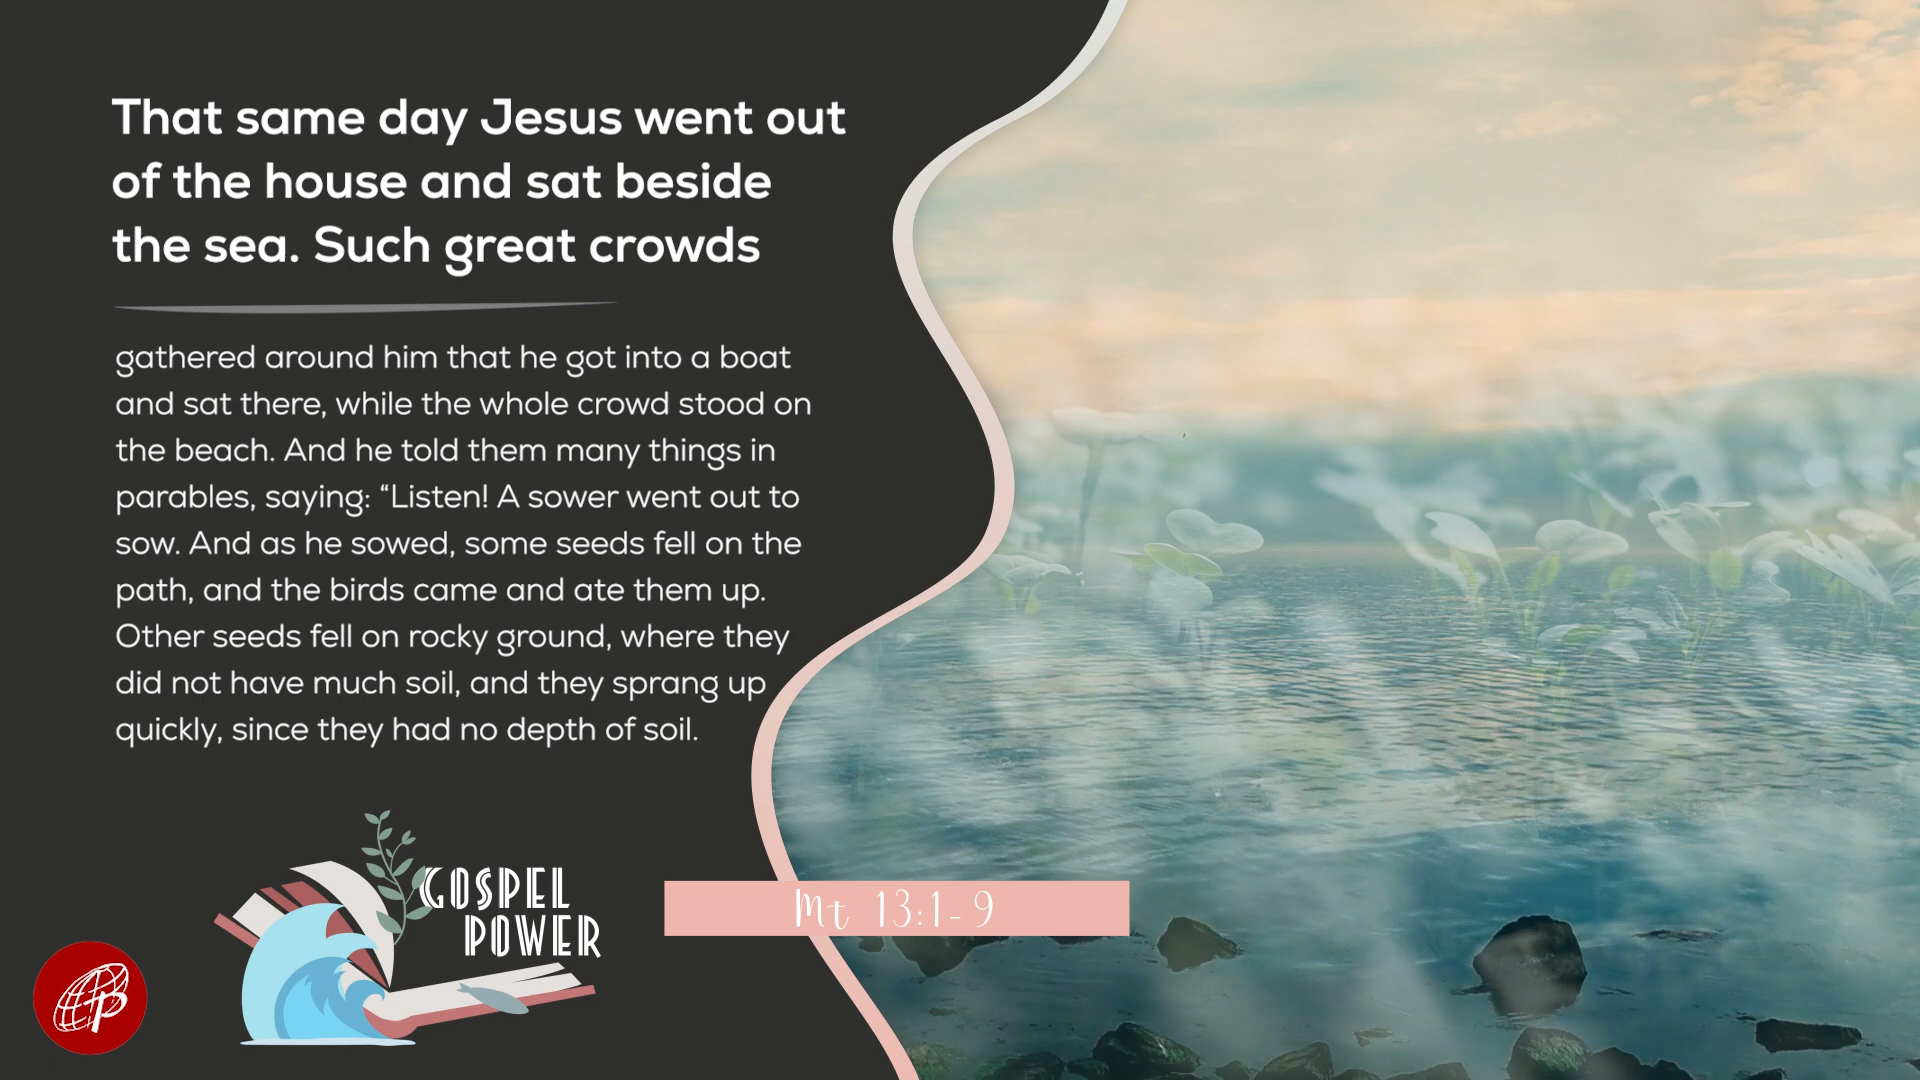 That same day Jesus went out
of the house and sat beside
the sea. Such great crowds
gathered around him that he got into a boat
and sat there, while the whole crowd stood on
the beach. And he told them many things in
parables, saying: “Listen! A sower went out to
sow. And as he sowed, some seeds fell on the
path, and the birds came and ate them up.
Other seeds fell on rocky ground, where they
did not have much soil, and they sprang up
quickly, since they had no depth of soil.
GOSPEL
POWER
Mt 13:1-9